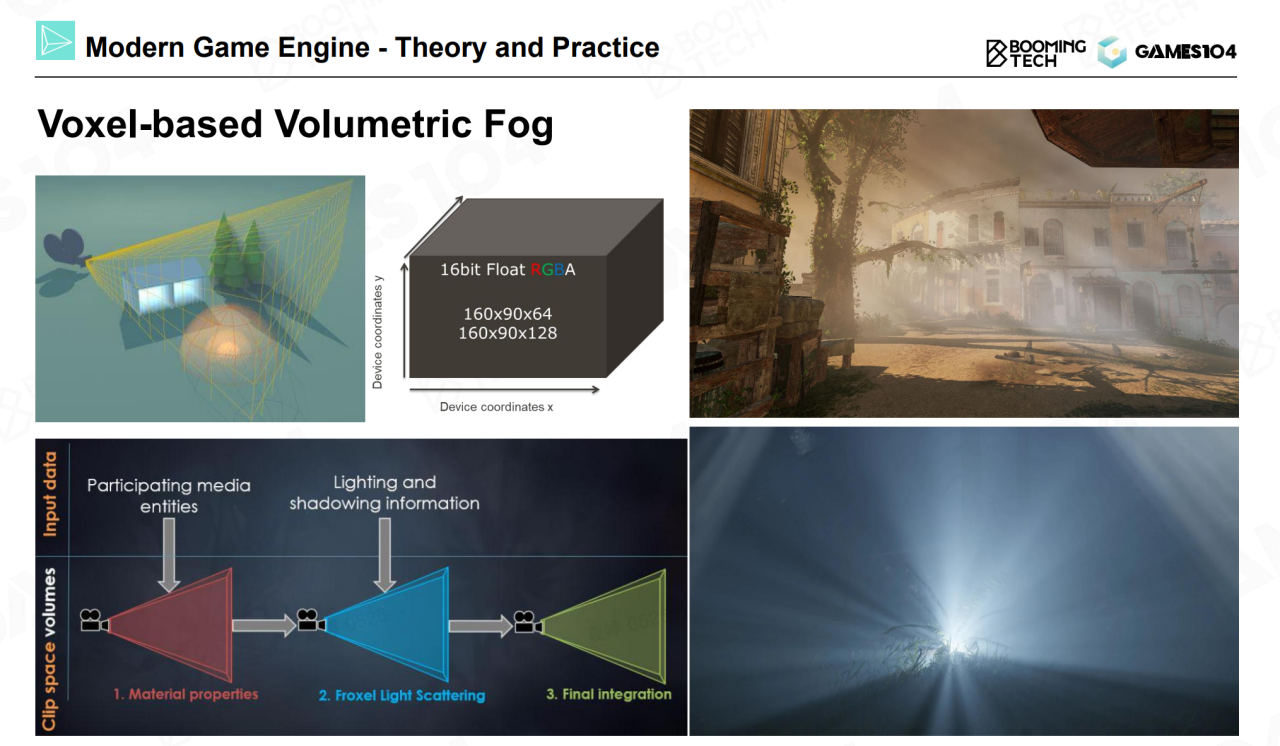 Modern Game Engine - Theory and Practice
BOOMING
TECH
GAMES104
Voxel-based Volumetric Fog
Device coordinates y
16bit Float RGBA
160x90x64
160x90x128
Device coordinates x
Input data
Participating media
entities
Lighting and
shadowing information
Clip space volumes
1. Material properties
2. Froxel Light Scattering
3. Final integration